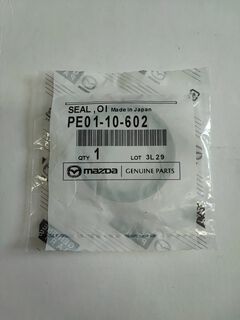 SEAL ,OI Made in Japan
PE01-10-602
QTY 1 LOT 3L29
mazda GENUINE PARTS